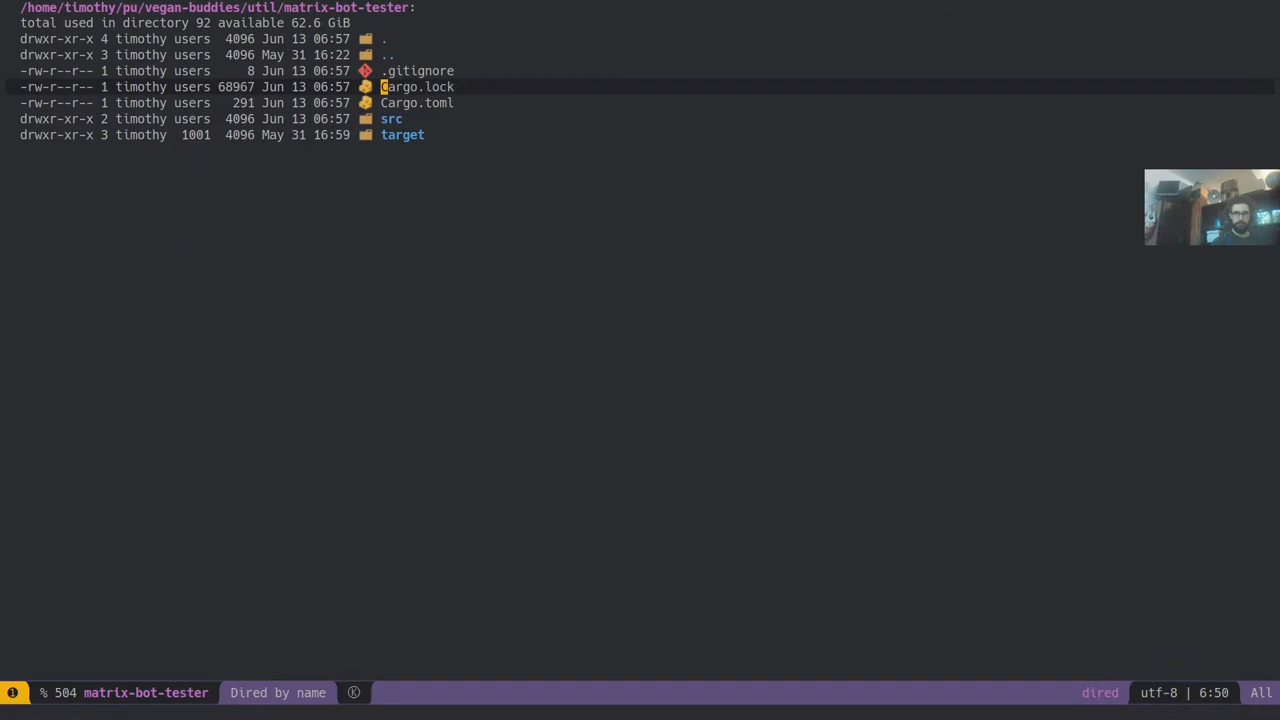 /home/timothy/pu/vegan-buddies/util/matrix-bot-tester:
total used in directory 92 available 62.6 GiB
drwxr-xr-x 4 timothy users 4096 Jun 13 06:57 .
drwxr-xr-x 3 timothy users 4096 May 31 16:22 ..
-rw-r--r-- 1 timothy users 8 Jun 13 06:57 .gitignore
-rw-r--r-- 1 timothy users 68967 Jun 13 06:57 Cargo.lock
-rw-r--r-- 1 timothy users 291 Jun 13 06:57 Cargo.toml
drwxr-xr-x 2 timothy users 4096 Jun 13 06:57 src
drwxr-xr-x 3 timothy 1001 4096 May 31 16:59 target
❶ % 504 matrix-bot-tester Dired by name Ⓚ dired utf-8 | 6:50 All